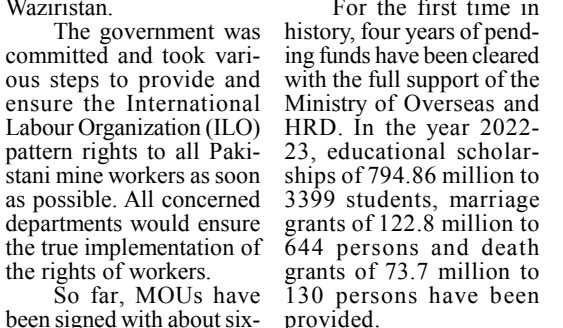 Waziristan.
The government was
committed and took vari-
ous steps to provide and
ensure the International
Labour Organization (ILO)
pattern rights to all Paki-
stani mine workers as soon
as possible. All concerned
departments would ensure
the true implementation of
the rights of workers.
So far, MOUs have
been signed with about six-
For the first time in
history, four years of pend-
ing funds have been cleared
with the full support of the
Ministry of Overseas and
HRD. In the year 2022-
23, educational scholar-
ships of 794.86 million to
3399 students, marriage
grants of 122.8 million to
644 persons and death
grants of 73.7 million to
130 persons have been
provided.